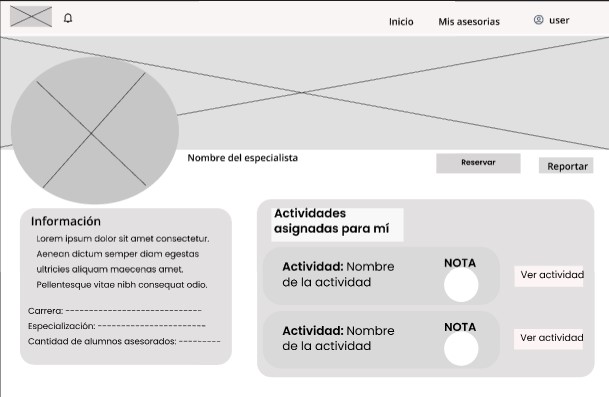 Inicio Mis asesorias user
Nombre del especialista
Reservar
Reportar
Información
Lorem ipsum dolor sit amet consectetur.
Aenean dictum semper diam egestas
ultricies aliquam maecenas amet.
Pellentesque vitae nibh consequat odio.
Carrera: ----------------------------
Especialización: -----------------------
Cantidad de alumnos asesorados: ---------
Actividades
asignadas para mí
Actividad: Nombre
de la actividad
NOTA
Ver actividad
Actividad: Nombre
de la actividad
NOTA
Ver actividad